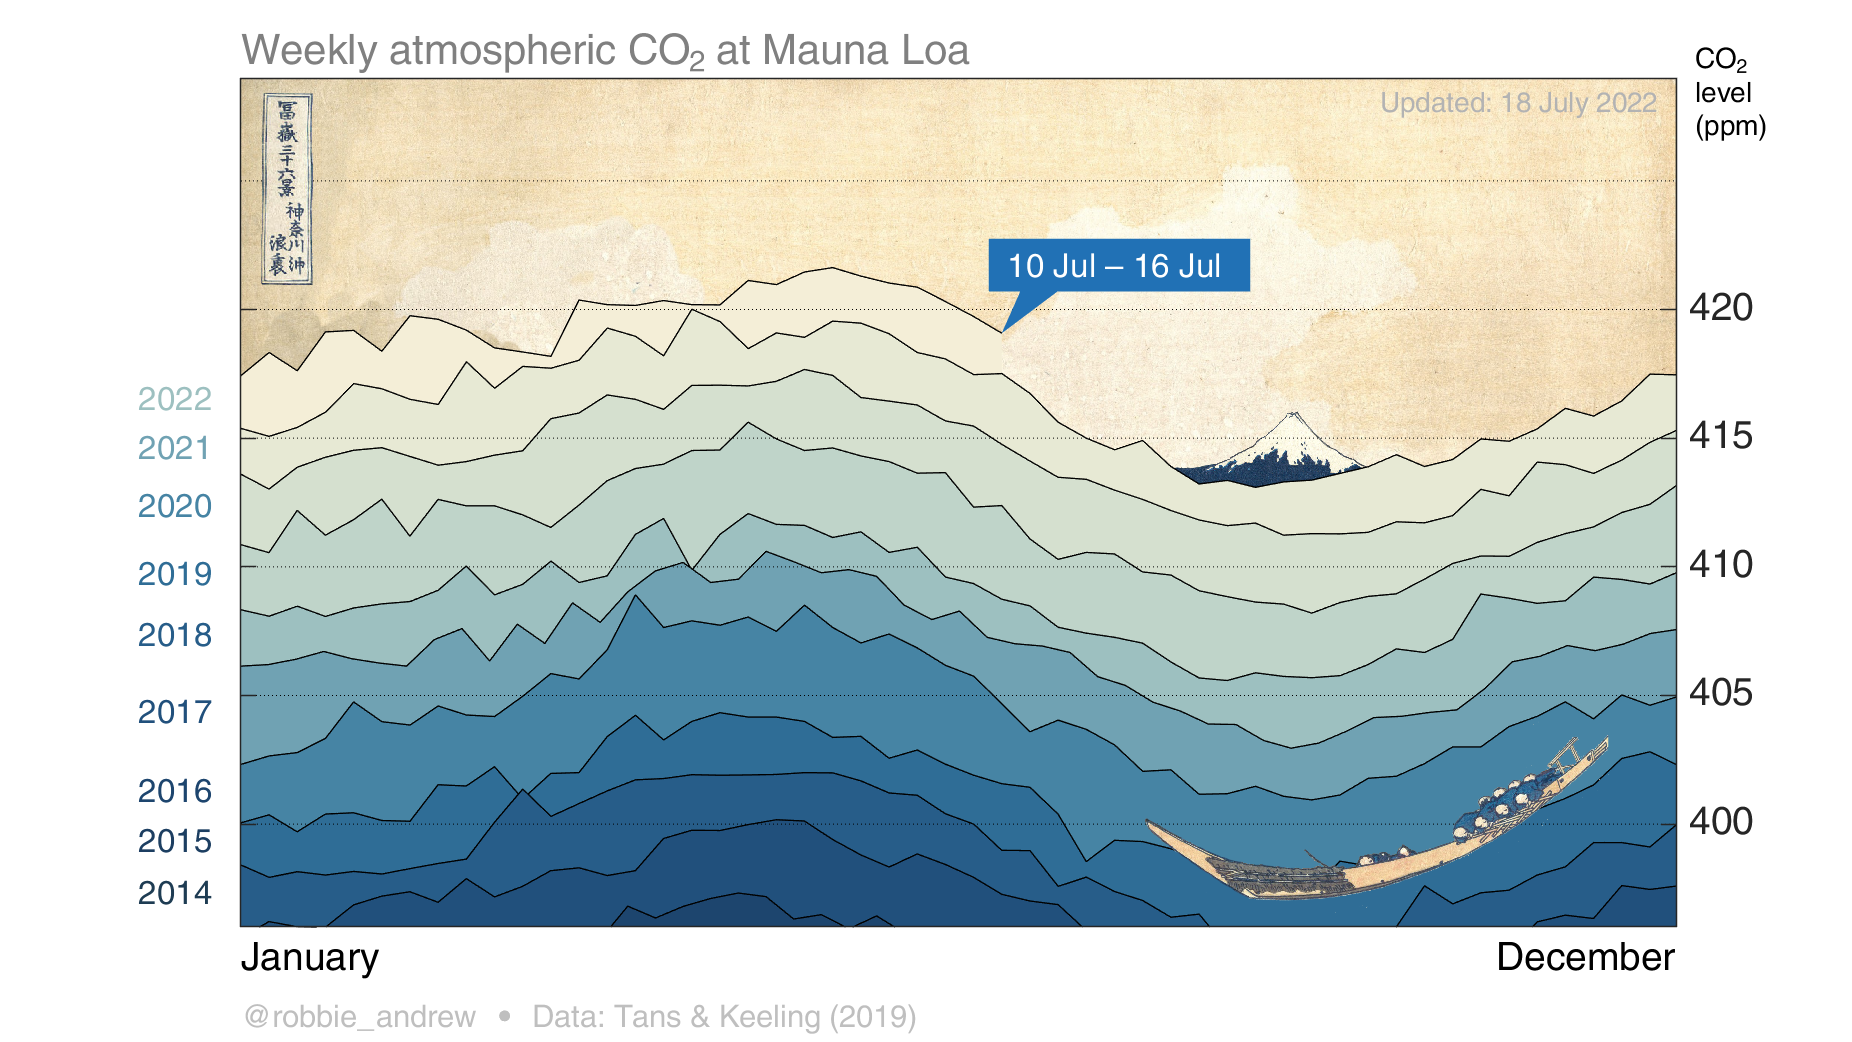 Weekly atmospheric CO₂ at Mauna Loa
CO₂
level
(ppm)
Updated: 18 July 2022
冨嶽三十六景
神奈川沖
浪裏
10 Jul – 16 Jul
420
2022
415
2021
2020
410
2019
2018
405
2017
2016
400
2015
2014
January
December
@robbie_andrew • Data: Tans & Keeling (2019)